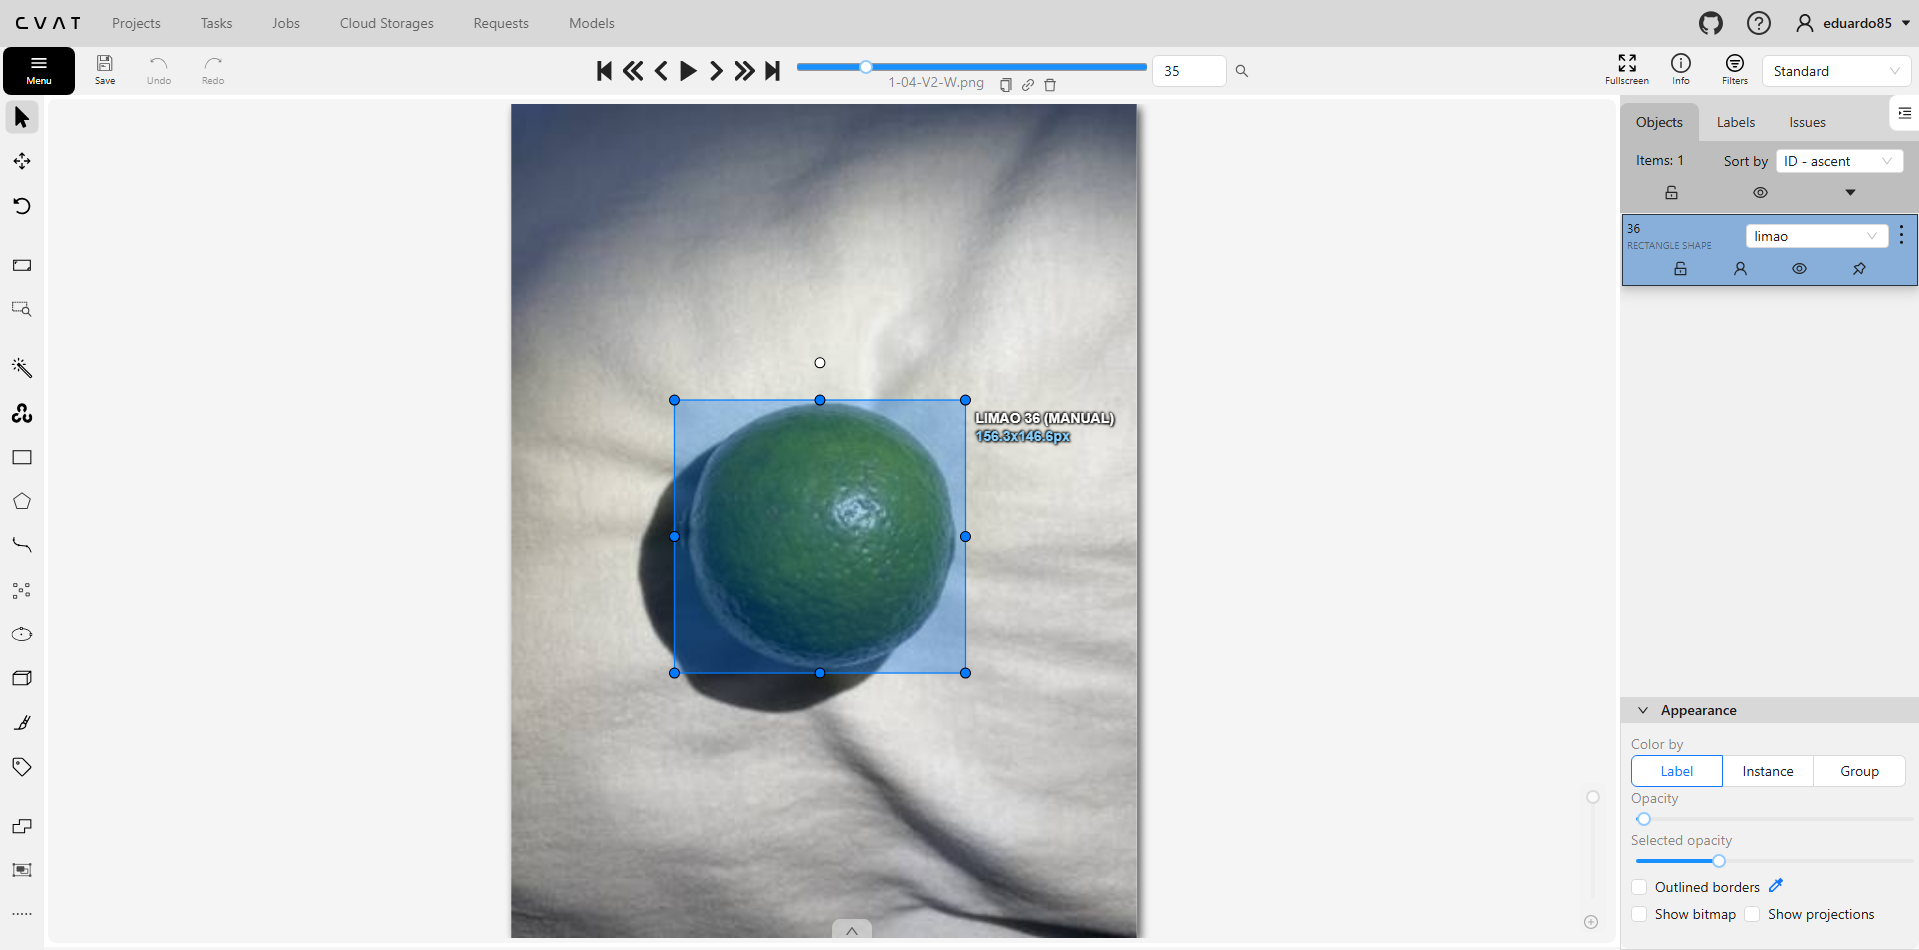 CVAT
Projects
Tasks
Jobs
Cloud Storages
Requests
Models
eduardo85
Menu
Save
Undo
Redo
1-04-V2-W.png
35
Fullscreen
Info
Filters
Standard
Objects
Labels
Issues
Items: 1
Sort by
ID - ascent
36
RECTANGLE SHAPE
limao
LIMAO 36 (MANUAL)
156.3x146.6px
Appearance
Color by
Label
Instance
Group
Opacity
Selected opacity
Outlined borders
Show bitmap
Show projections